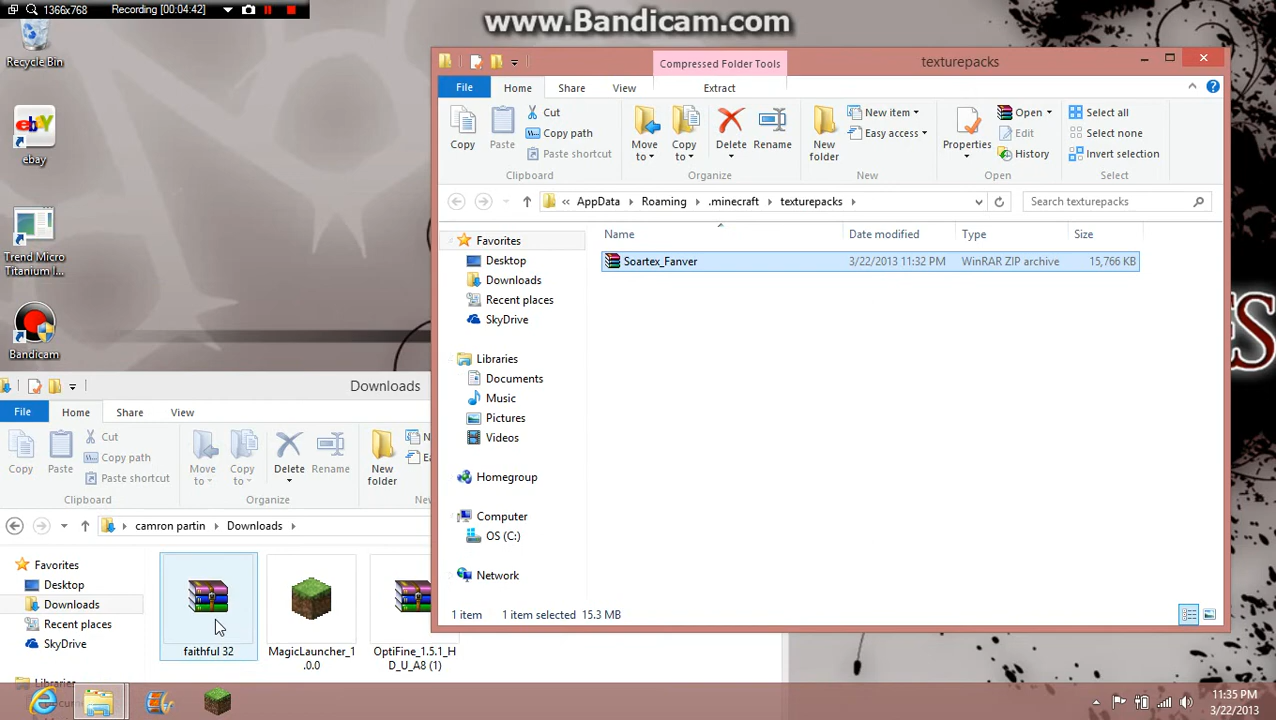 1366x768 Recording [00:04:42]
www.Bandicam.com
Recycle Bin
ebay
ebay
Trend Micro
Titanium I...
Bandicam
Compressed Folder Tools
texturepacks
File Home Share View Extract
Copy Paste Cut
Copy path
Paste shortcut
Clipboard
Move to Copy to Delete Rename
Organize
New folder New item
Easy access
New
Properties Open
Edit
History
Open
Select all
Select none
Invert selection
Select
« AppData Roaming .minecraft texturepacks
Search texturepacks
Name Date modified Type Size
Soartex_Fanver 3/22/2013 11:32 PM WinRAR ZIP archive 15,766 KB
Favorites
Desktop
Downloads
Recent places
SkyDrive
Libraries
Documents
Music
Pictures
Videos
Homegroup
Computer
OS (C:)
Network
1 item 1 item selected 15.3 MB
Downloads
File Home Share View
Copy Paste Cut
Copy path
Paste shortcut
Clipboard
Move to Copy to Delete Rename
Organize
New folder
camron partin Downloads
Favorites
Desktop
Downloads
Recent places
SkyDrive
Libraries
faithful 32
MagicLauncher_1
.0.0
OptiFine_1.5.1_H
D_U_A8 (1)
11:35 PM
3/22/2013